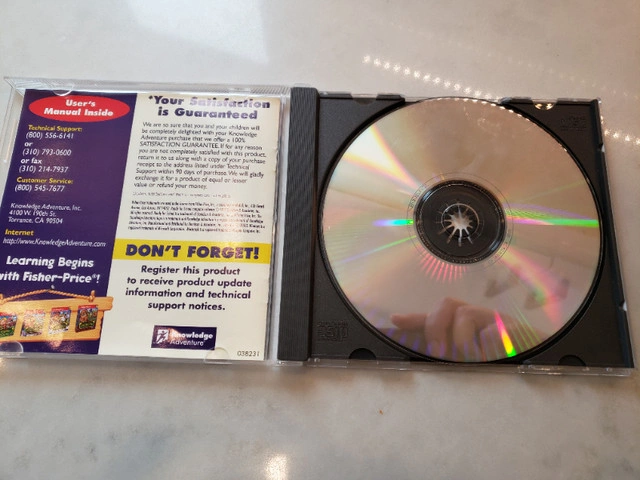 User's
Manual Inside
Technical Support:
(800) 556-6141
or
(310) 793-0600
or fax
(310) 214-7937
Customer Service:
(800) 545-7677
Knowledge Adventure, Inc.
4100 W. 190th St.
Torrance, CA 90504
Internet
http://www.KnowledgeAdventure.com
Learning Begins
with Fisher-Price®!
*Your Satisfaction
is Guaranteed
We are so sure that you and your children will
be completely delighted with your Knowledge
Adventure purchase that we offer a 100%
SATISFACTION GUARANTEE. If for any reason
you are not completely satisfied with this product,
return it to us along with a copy of your purchase
receipt to the address listed under Technical
Support within 90 days of purchase. We will gladly
exchange it for a product of equal or lesser
value or refund your money.
DON'T FORGET!
Register this product
to receive product update
information and technical
support notices.
Knowledge
Adventure
038231